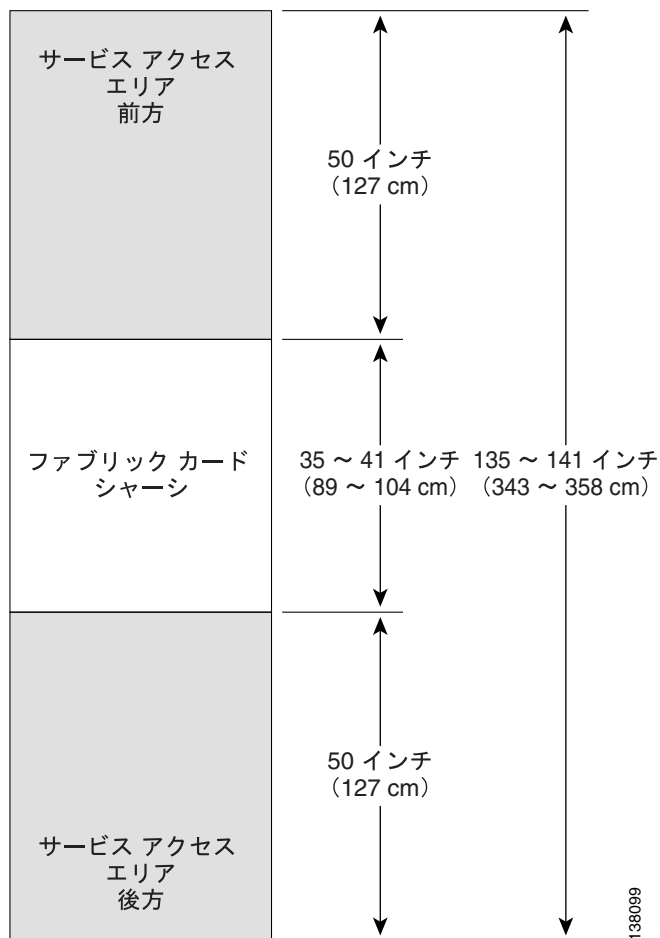 サービス アクセス
エリア
前方
50 インチ
（127 cm）
ファブリック カード
シャーシ
35 ～ 41 インチ
（89 ～ 104 cm）
135 ～ 141 インチ
（343 ～ 358 cm）
50 インチ
（127 cm）
サービス アクセス
エリア
後方
138099